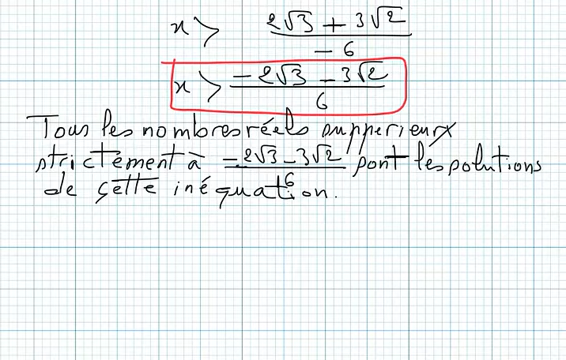 x > (2√3 + 3√2)/(-6)
x > (-2√3 - 3√2)/6
Tous les nombres réels suppérieurx
strictement à (-2√3 - 3√2)/6 sont les solutions
de cette inéquation.